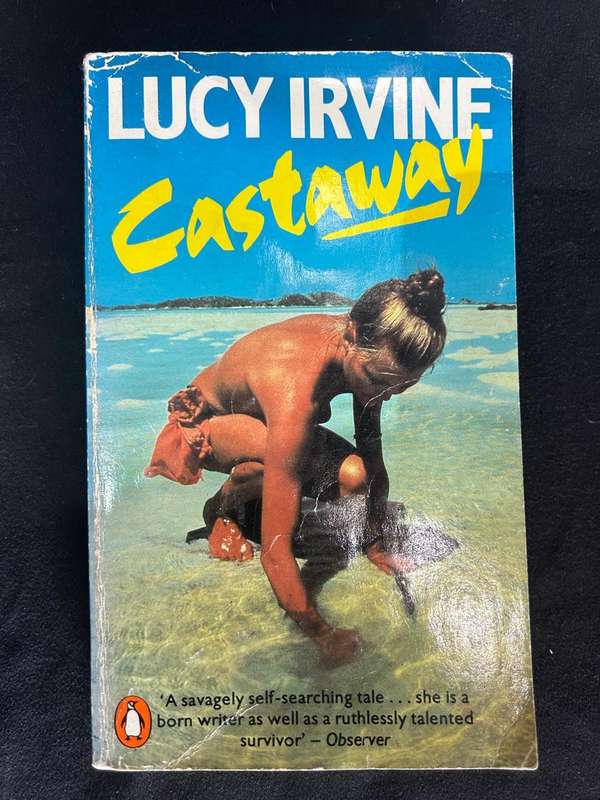 LUCY IRVINE
Castaway
'A savagely self-searching tale . . . she is a
born writer as well as a ruthlessly talented
survivor' – Observer